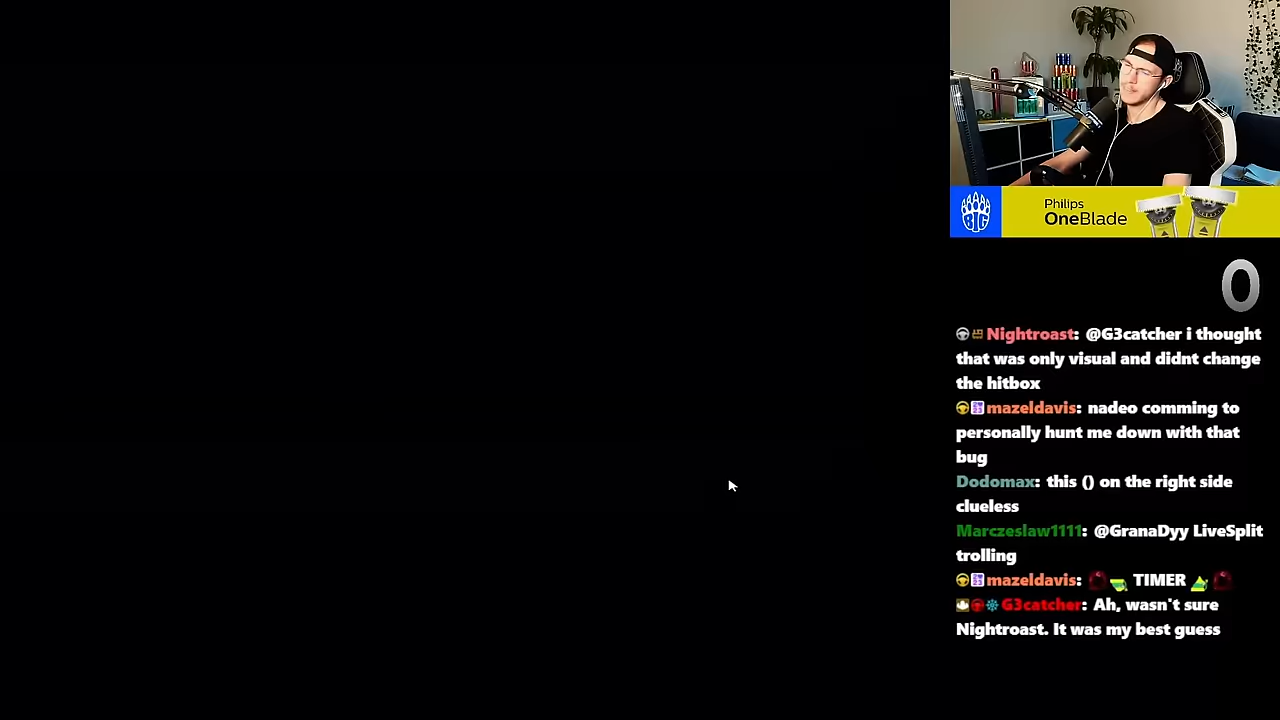 BIG
Philips
OneBlade
0
Nightroast: @G3catcher i thought
that was only visual and didnt change
the hitbox
mazeldavis: nadeo comming to
personally hunt me down with that
bug
Dodomax: this () on the right side
clueless
Marczeslaw1111: @GranaDyy LiveSplit
trolling
mazeldavis: TIMER
G3catcher: Ah, wasn't sure
Nightroast. It was my best guess